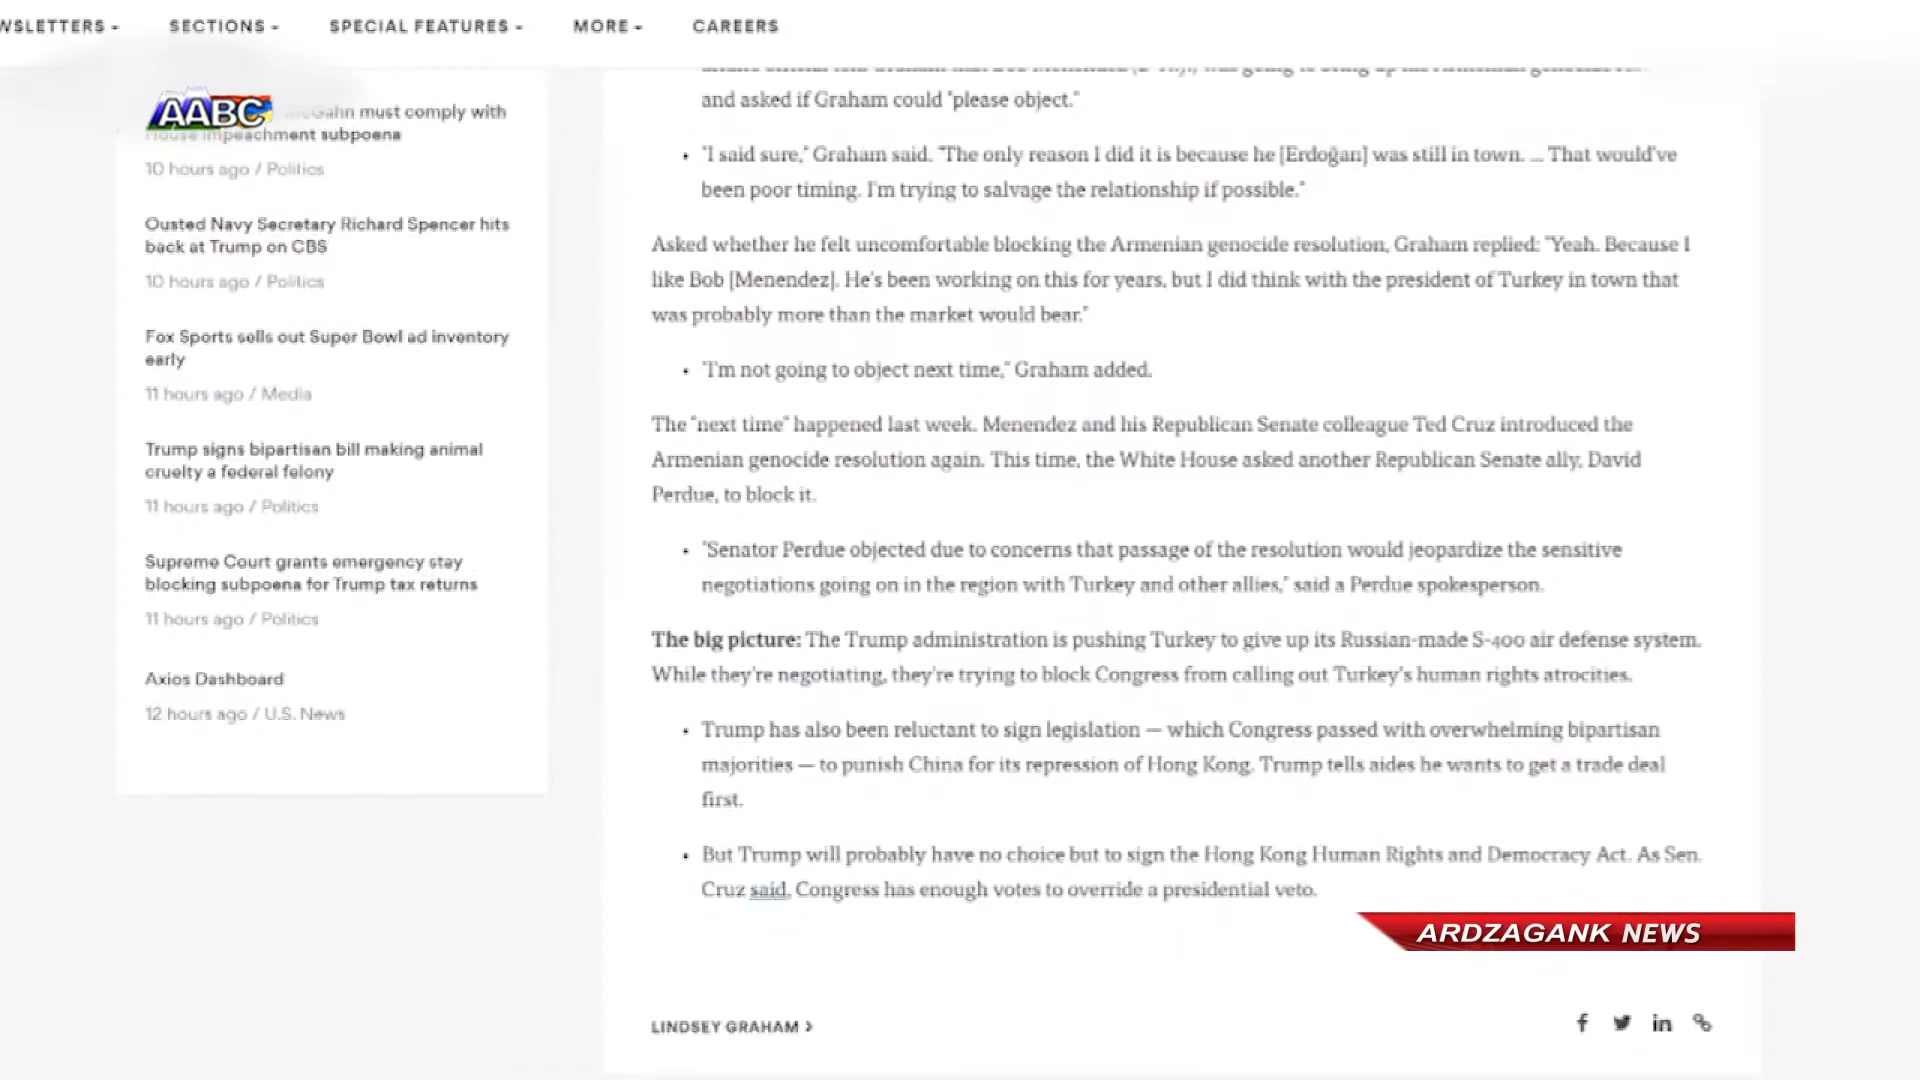 SECTIONS
SPECIAL FEATURES
MORE
CAREERS
AABC
must comply with
House impeachment subpoena
10 hours ago / Politics
Ousted Navy Secretary Richard Spencer hits
back at Trump on CBS
10 hours ago / Politics
Fox Sports sells out Super Bowl ad inventory
early
11 hours ago / Media
Trump signs bipartisan bill making animal
cruelty a federal felony
11 hours ago / Politics
Supreme Court grants emergency stay
blocking subpoena for Trump tax returns
11 hours ago / Politics
Axios Dashboard
12 hours ago / U.S. News
and asked if Graham could "please object."
• "I said sure," Graham said. "The only reason I did it is because he [Erdoğan] was still in town. ... That would've
been poor timing. I'm trying to salvage the relationship if possible."
Asked whether he felt uncomfortable blocking the Armenian genocide resolution, Graham replied: "Yeah. Because I
like Bob [Menendez]. He's been working on this for years, but I did think with the president of Turkey in town that
was probably more than the market would bear."
• "I'm not going to object next time," Graham added.
The "next time" happened last week. Menendez and his Republican Senate colleague Ted Cruz introduced the
Armenian genocide resolution again. This time, the White House asked another Republican Senate ally, David
Perdue, to block it.
• "Senator Perdue objected due to concerns that passage of the resolution would jeopardize the sensitive
negotiations going on in the region with Turkey and other allies," said a Perdue spokesperson.
The big picture: The Trump administration is pushing Turkey to give up its Russian-made S-400 air defense system.
While they're negotiating, they're trying to block Congress from calling out Turkey's human rights atrocities.
• Trump has also been reluctant to sign legislation — which Congress passed with overwhelming bipartisan
majorities — to punish China for its repression of Hong Kong. Trump tells aides he wants to get a trade deal
first.
• But Trump will probably have no choice but to sign the Hong Kong Human Rights and Democracy Act. As Sen.
Cruz said, Congress has enough votes to override a presidential veto.
ARDZAGANK NEWS
LINDSEY GRAHAM >